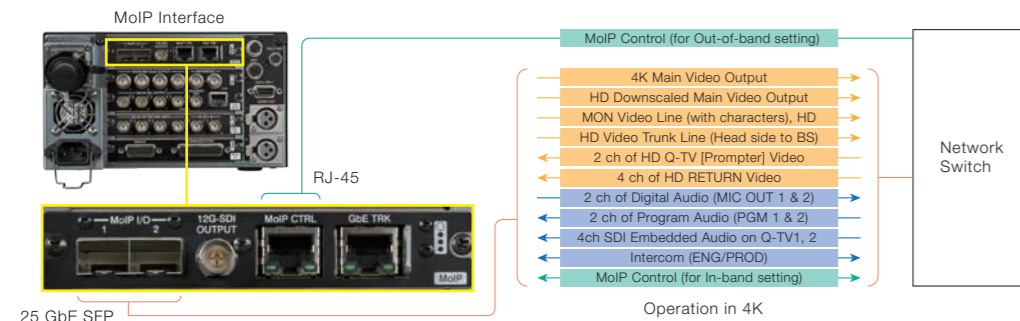 MoIP Interface
RJ-45
MoIP I/O
1 2
12G-SDI
OUTPUT
MoIP CTRL
GbE TRK
MoIP
25 GbE SFP
MoIP Control (for Out-of-band setting)
4K Main Video Output
HD Downscaled Main Video Output
MON Video Line (with characters), HD
HD Video Trunk Line (Head side to BS)
2 ch of HD Q-TV [Prompter] Video
4 ch of HD RETURN Video
2 ch of Digital Audio (MIC OUT 1 & 2)
2 ch of Program Audio (PGM 1 & 2)
4ch SDI Embedded Audio on Q-TV1, 2
Intercom (ENG/PROD)
MoIP Control (for In-band setting)
Operation in 4K
Network
Switch